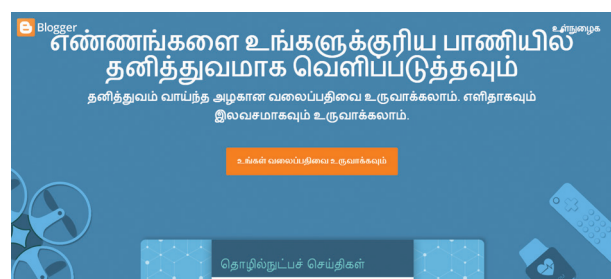 Blogger
உள்நுழைக
எண்ணங்களை உங்களுக்குரிய பாணியில்
தனித்துவமாக வெளிப்படுத்தவும்
தனித்துவம் வாய்ந்த அழகான வலைப்பதிவை உருவாக்கலாம். எளிதாகவும்
இலவசமாகவும் உருவாக்கலாம்.
உங்கள் வலைப்பதிவை உருவாக்கவும்
தொழில்நுட்பச் செய்திகள்